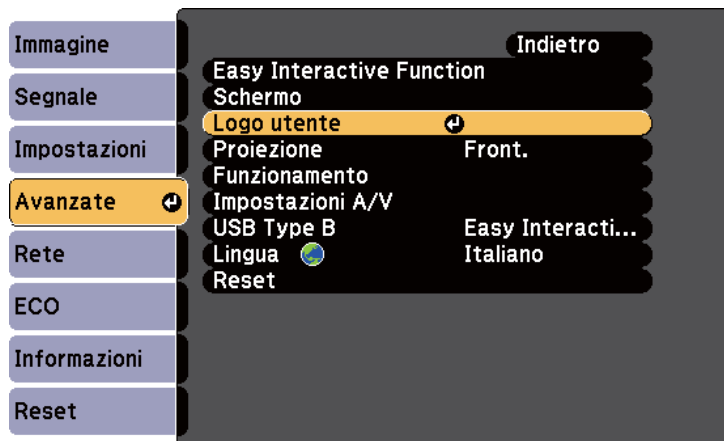 Immagine
Segnale
Impostazioni
Avanzate
Rete
ECO
Informazioni
Reset
Indietro
Easy Interactive Function
Schermo
Logo utente
Proiezione Front.
Funzionamento
Impostazioni A/V
USB Type B Easy Interacti...
Lingua Italiano
Reset